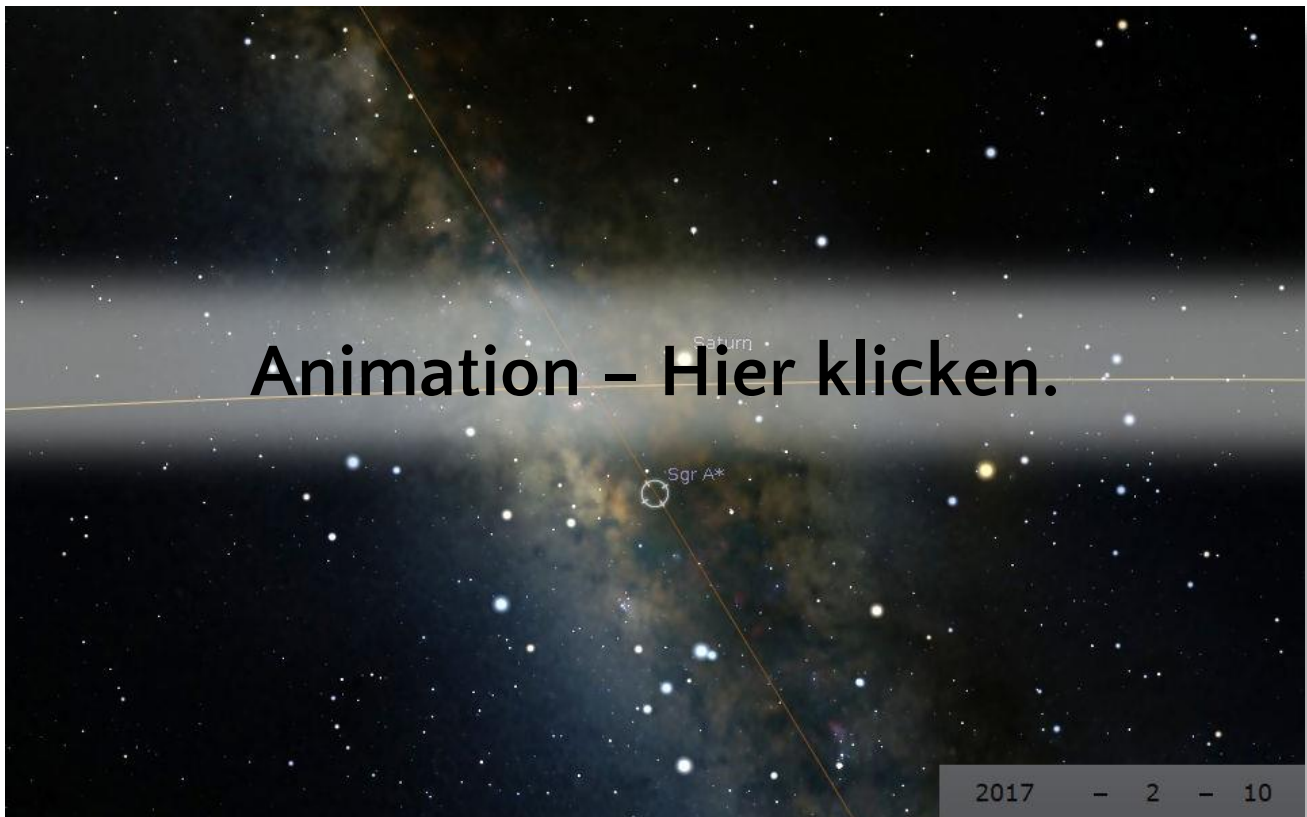 Saturn
Animation – Hier klicken.
Sgr A*
2017 – 2 – 10